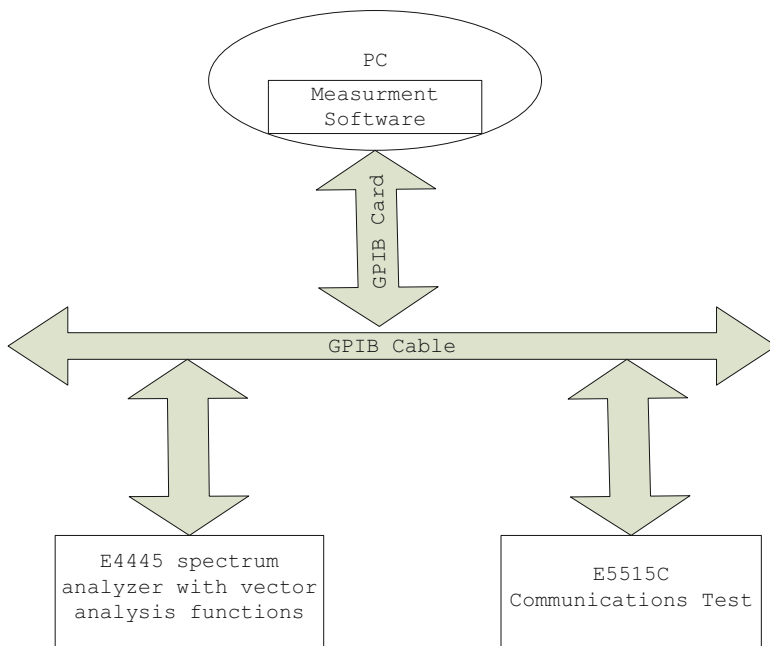 PC
Measurment
Software
GPIB Card
GPIB Cable
E4445 spectrum
analyzer with vector
analysis functions
E5515C
Communications Test